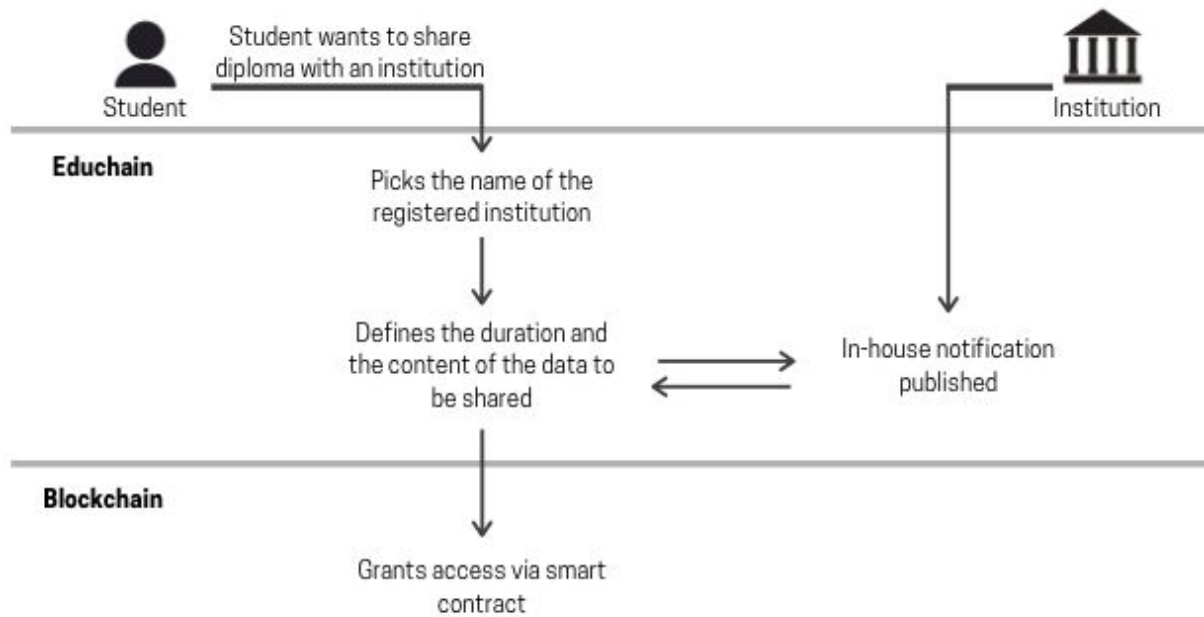 Student wants to share
diploma with an institution
Student
Institution
Educhain
Picks the name of the
registered institution
Defines the duration and
the content of the data to
be shared
In-house notification
published
Blockchain
Grants access via smart
contract